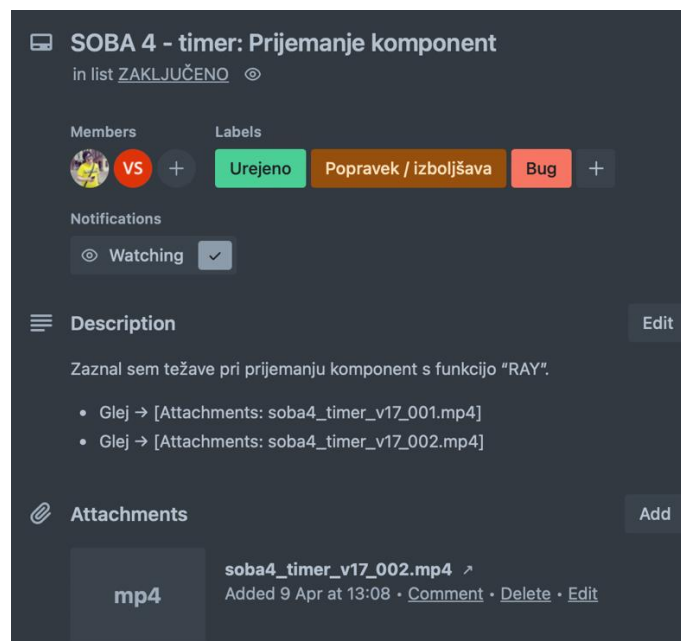 SOBA 4 - timer: Prijemanje komponent
in list ZAKLJUČENO
Members
Labels
VS
+
Urejeno
Popravek / izboljšava
Bug
+
Notifications
Watching
Description
Edit
Zaznal sem težave pri prijemanju komponent s funkcijo “RAY”.
• Glej → [Attachments: soba4_timer_v17_001.mp4]
• Glej → [Attachments: soba4_timer_v17_002.mp4]
Attachments
Add
mp4
soba4_timer_v17_002.mp4 ↗
Added 9 Apr at 13:08 • Comment • Delete • Edit